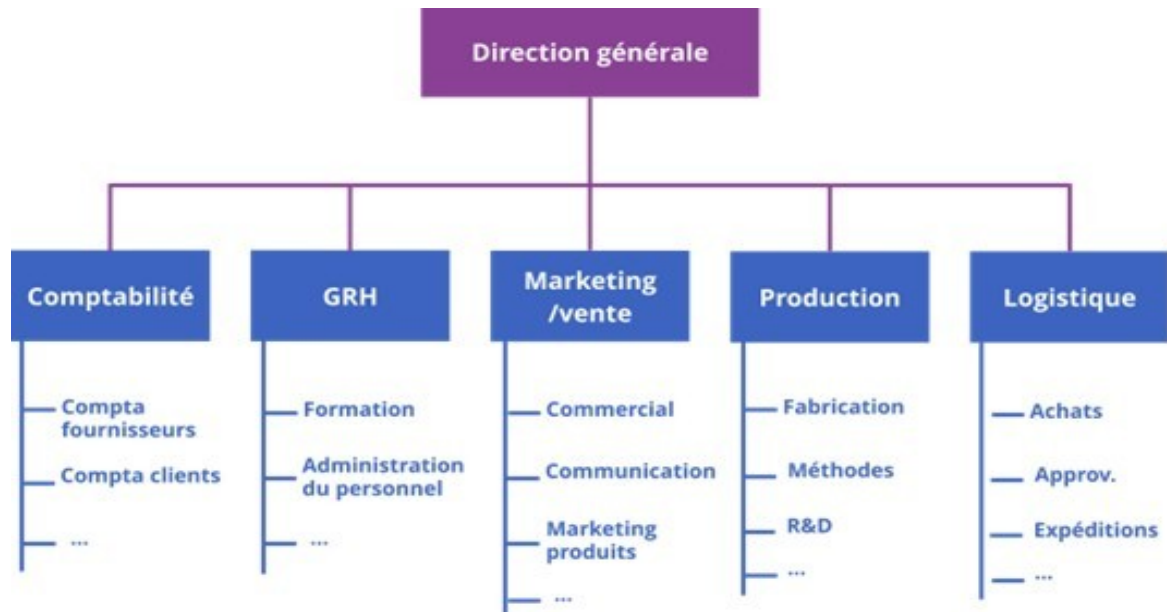 Direction générale
Comptabilité
GRH
Marketing
/vente
Production
Logistique
Compta
fournisseurs
Compta clients
...
Formation
Administration
du personnel
...
Commercial
Communication
Marketing
produits
...
Fabrication
Méthodes
R&D
...
Achats
Approv.
Expéditions
...